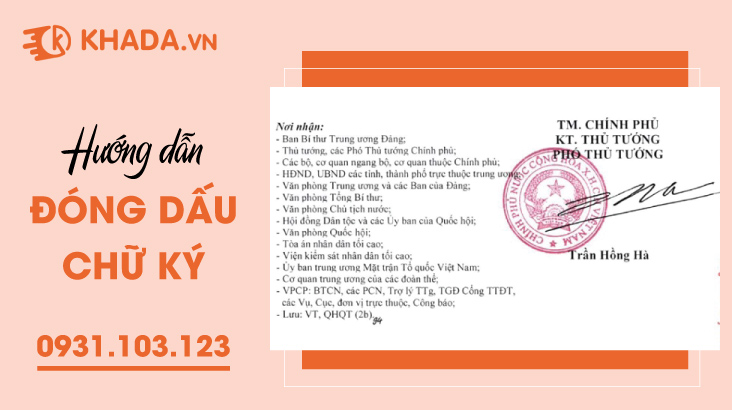 KHADA.VN
Hướng dẫn
ĐÓNG DẤU
CHỮ KÝ
0931.103.123
Nơi nhận:
- Ban Bí thư Trung ương Đảng;
- Thủ tướng, các Phó Thủ tướng Chính phủ;
- Các bộ, cơ quan ngang bộ, cơ quan thuộc Chính phủ;
- HĐND, UBND các tỉnh, thành phố trực thuộc trung ương;
- Văn phòng Trung ương và các Ban của Đảng;
- Văn phòng Tổng Bí thư;
- Văn phòng Chủ tịch nước;
- Hội đồng Dân tộc và các Ủy ban của Quốc hội;
- Văn phòng Quốc hội;
- Tòa án nhân dân tối cao;
- Viện kiểm sát nhân dân tối cao;
- Ủy ban trung ương Mặt trận Tổ quốc Việt Nam;
- Cơ quan trung ương của các đoàn thể;
- VPCP: BTCN, các PCN, Trợ lý TTg, TGĐ Cổng TTĐT,
các Vụ, Cục, đơn vị trực thuộc, Công báo;
- Lưu: VT, QHQT (2b).
TM. CHÍNH PHỦ
KT. THỦ TƯỚNG
PHÓ THỦ TƯỚNG
CHÍNH PHỦ NƯỚC CỘNG HÒA X.H.C.N VIỆT NAM
Trần Hồng Hà